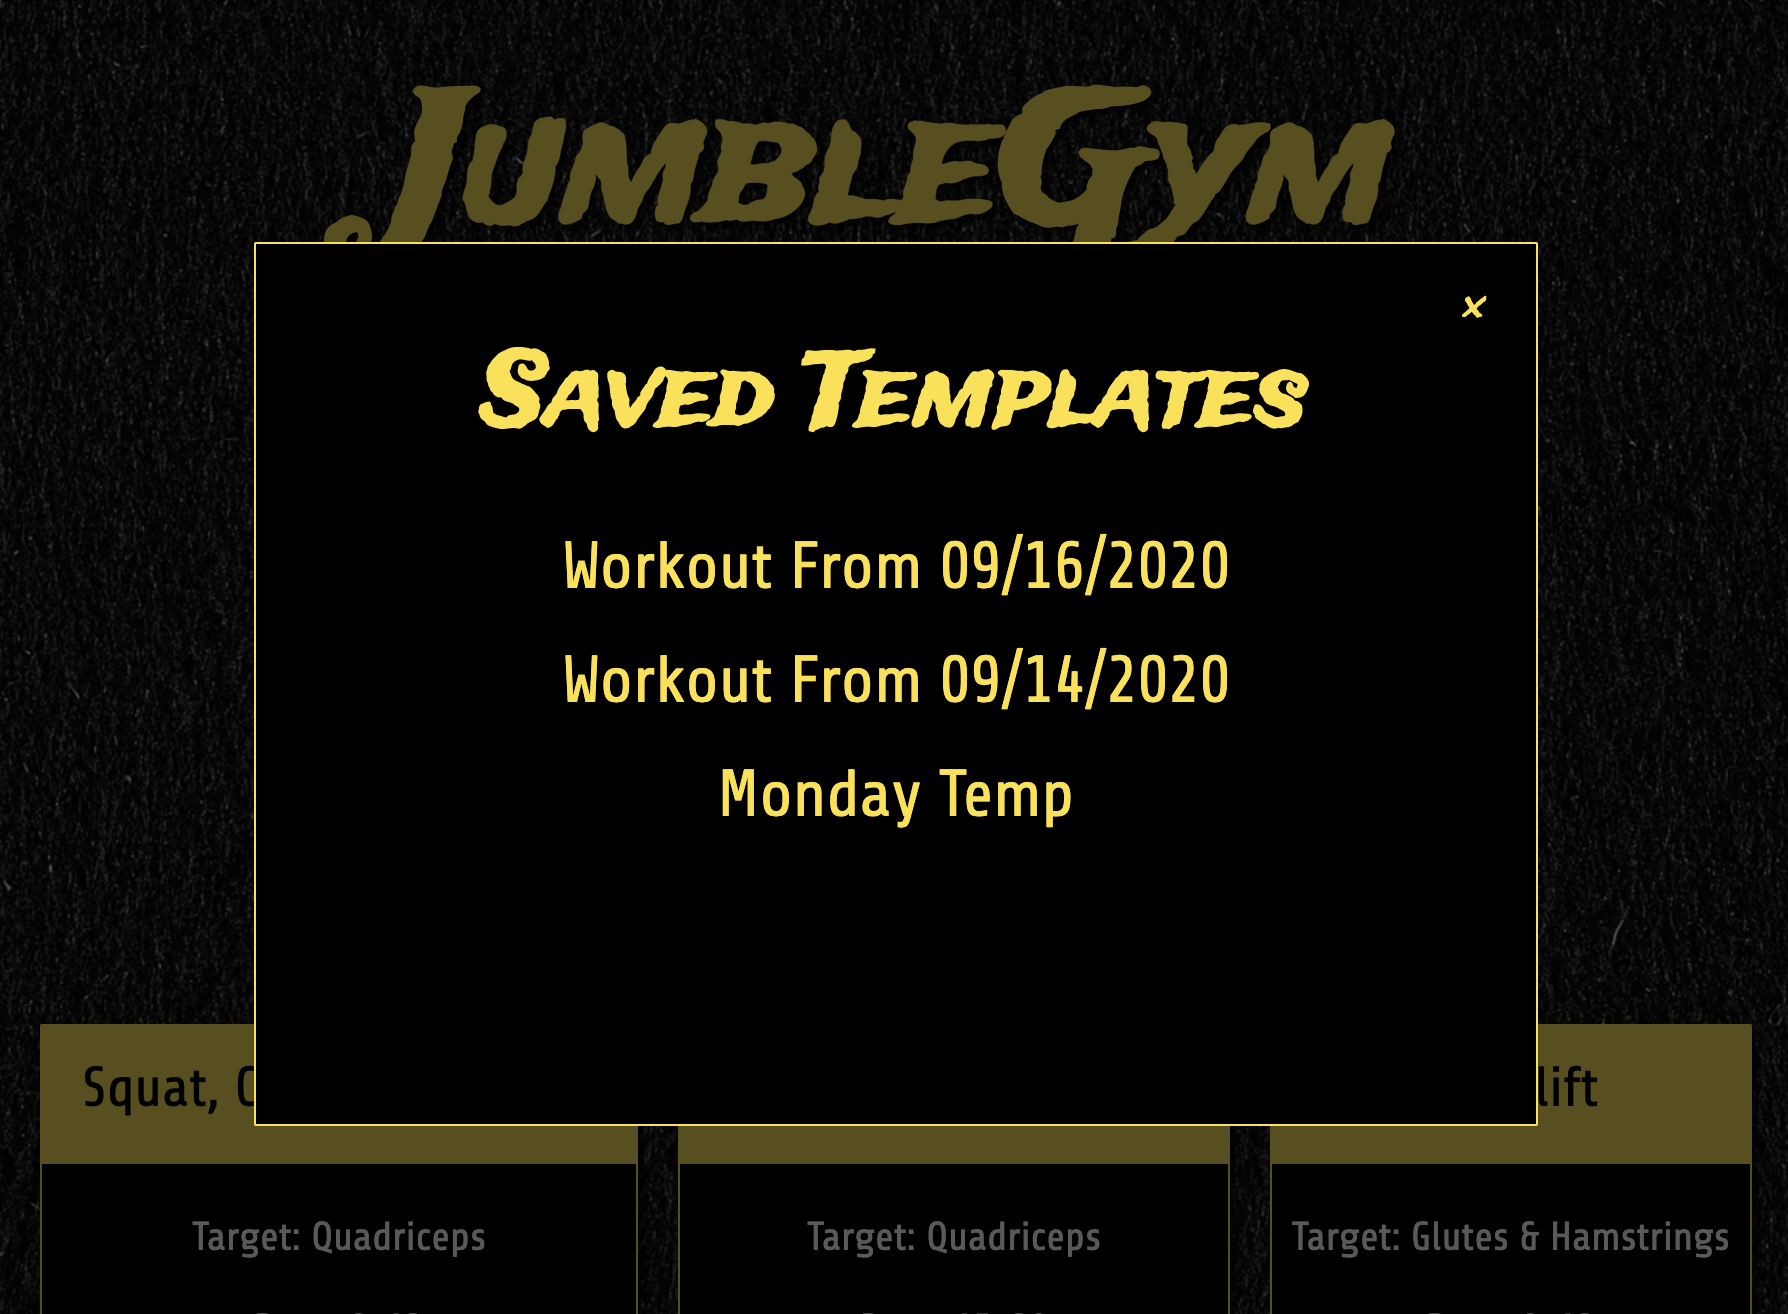 JumbleGym
x
Saved Templates
Workout From 09/16/2020
Workout From 09/14/2020
Monday Temp
Squat,
Target: Quadriceps
Target: Quadriceps
Target: Glutes & Hamstrings